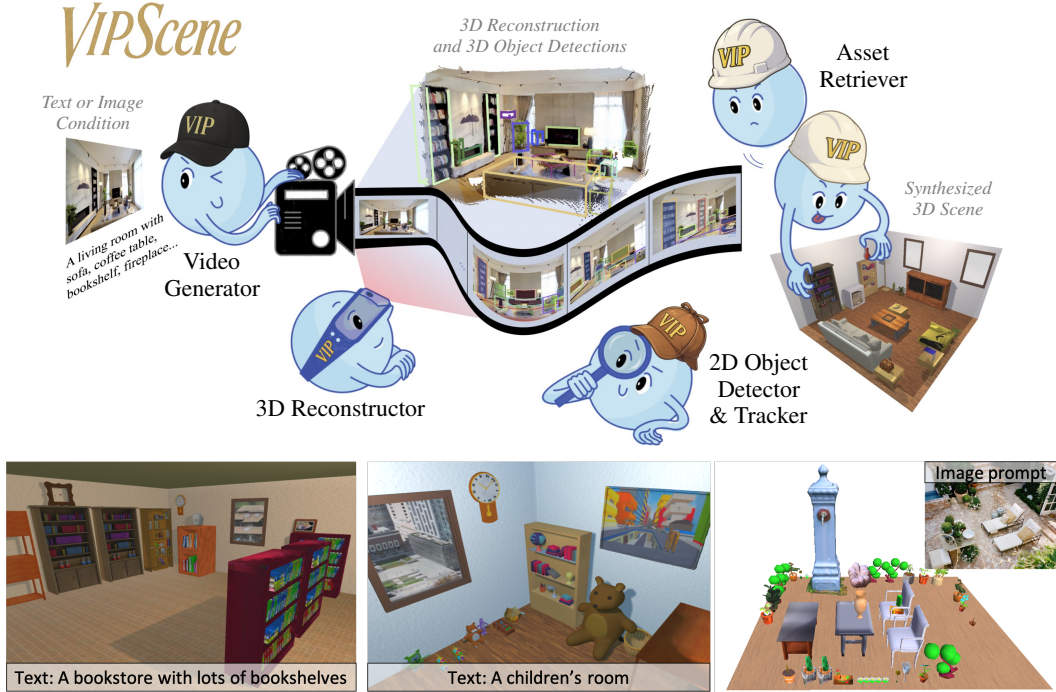 VIPScene
3D Reconstruction
and 3D Object Detections
Asset
Retriever
Text or Image
Condition
VIP
VIP
VIP
Synthesized
3D Scene
A living room with
sofa, coffee table,
bookshelf, fireplace...
Video
Generator
VIP
VIP
3D Reconstructor
2D Object
Detector
& Tracker
Image prompt
Text: A bookstore with lots of bookshelves
Text: A children's room